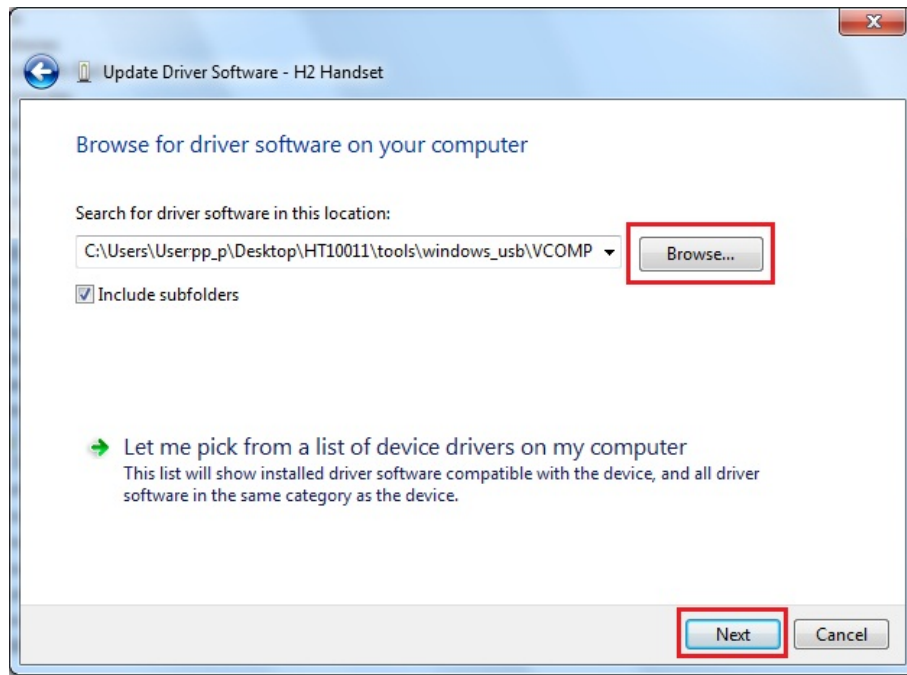 Update Driver Software - H2 Handset
Browse for driver software on your computer
Search for driver software in this location:
C:\Users\User:pp_p\Desktop\HT10011\tools\windows_usb\VCOMP
Browse...
Include subfolders
Let me pick from a list of device drivers on my computer
This list will show installed driver software compatible with the device, and all driver
software in the same category as the device.
Next
Cancel